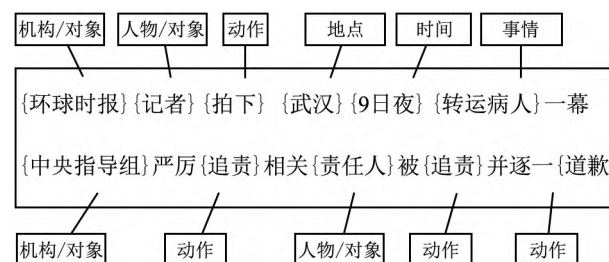 机构/对象 人物/对象 动作 地点 时间 事情
{环球时报}{记者}{拍下} {武汉}{9日夜} {转运病人}一幕
{中央指导组}严厉{追责}相关{责任人}被{追责}并逐一{道歉
机构/对象 动作 人物/对象 动作 动作